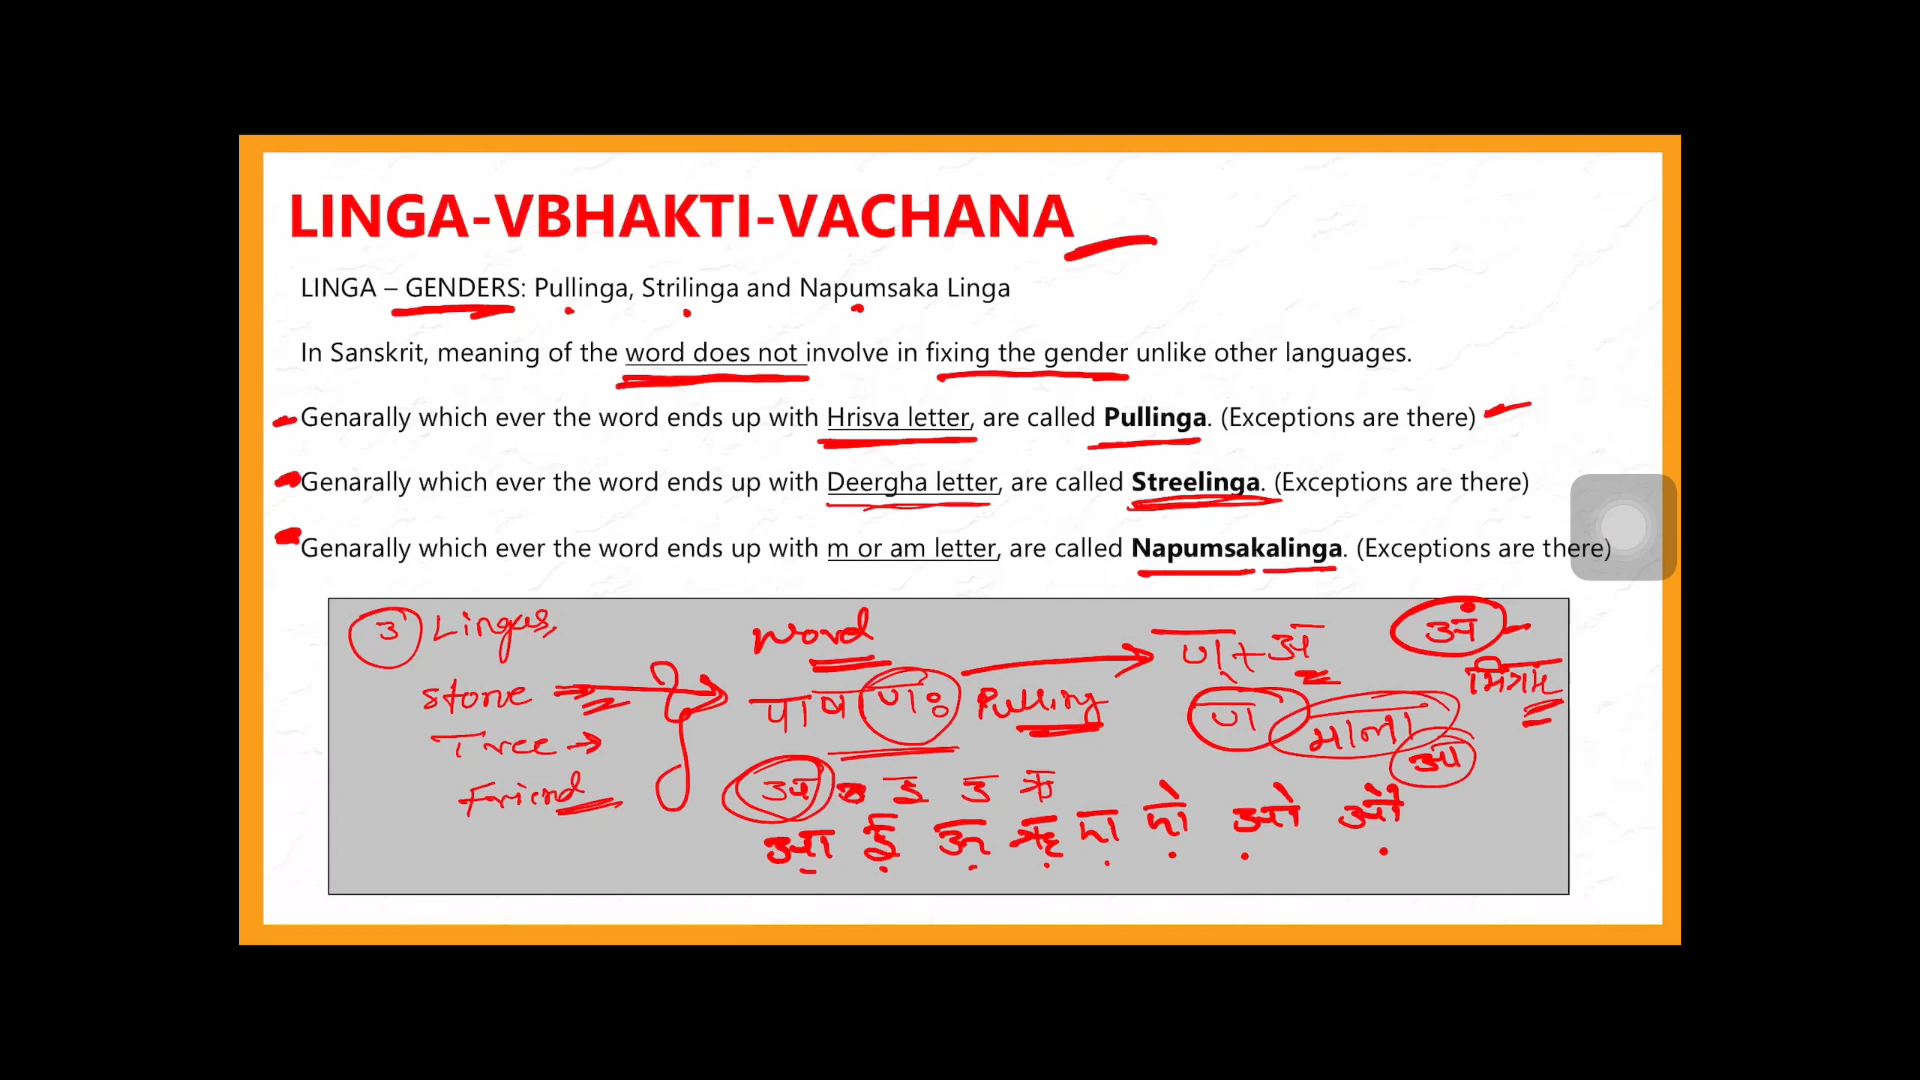 LINGA-VBHAKTI-VACHANA
LINGA – GENDERS: Pullinga, Strilinga and Napumsaka Linga
In Sanskrit, meaning of the word does not involve in fixing the gender unlike other languages.
Genarally which ever the word ends up with Hrisva letter, are called Pullinga. (Exceptions are there)
Genarally which ever the word ends up with Deergha letter, are called Streelinga. (Exceptions are there)
Genarally which ever the word ends up with m or am letter, are called Napumsakalinga. (Exceptions are there)
3 Lingas, Word ण् + अ अं
Stone → पाषाणः Pulling ण माला
Tree → आ
Friend अ इ उ ऋ
आ ई ऊ ॠ ओ औ